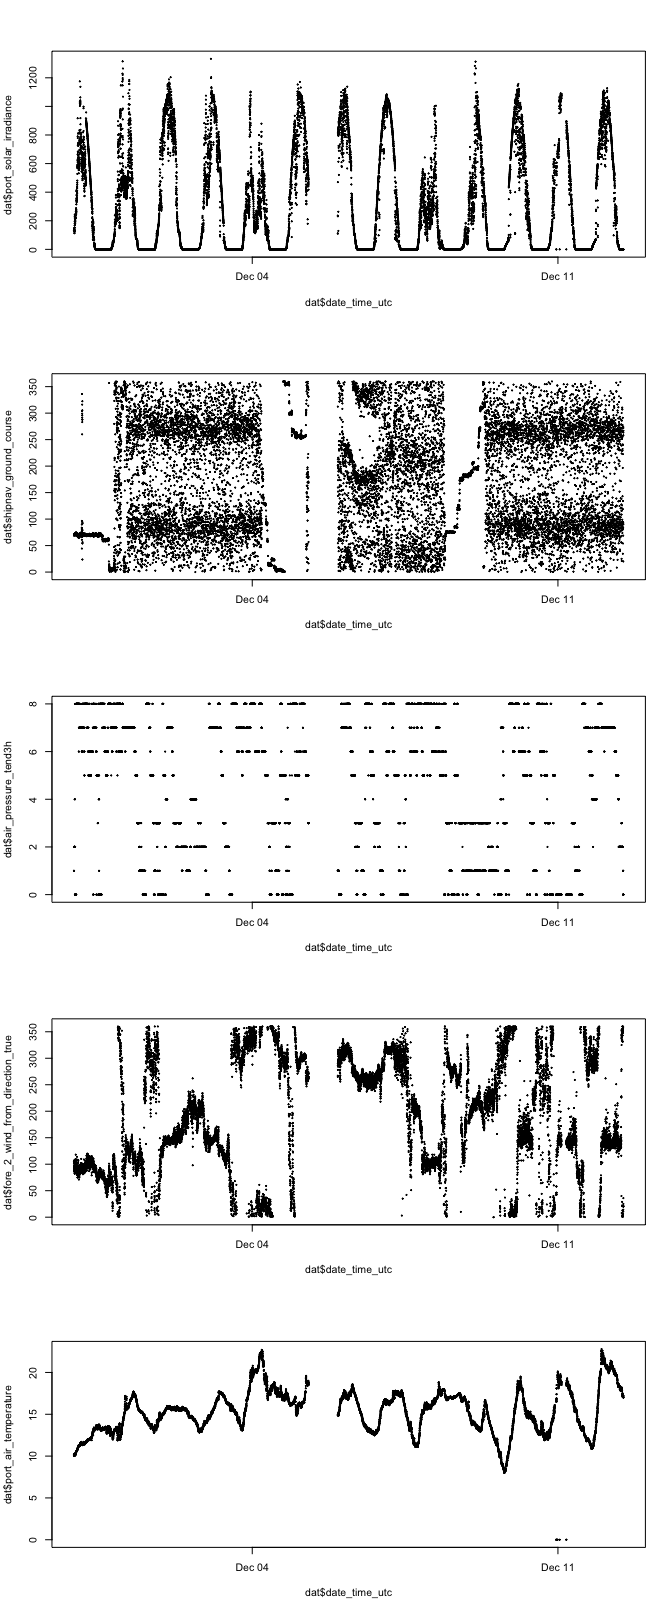 dat$port_solar_irradiance
0 200 400 600 800 1200
Dec 04 Dec 11
dat$date_time_utc
dat$shipnav_ground_course
0 50 100 150 200 250 300 350
Dec 04 Dec 11
dat$date_time_utc
dat$air_pressure_tend3h
0 2 4 6 8
Dec 04 Dec 11
dat$date_time_utc
dat$fore_2_wind_from_direction_true
0 50 100 150 200 250 300 350
Dec 04 Dec 11
dat$date_time_utc
dat$port_air_temperature
0 5 10 15 20
Dec 04 Dec 11
dat$date_time_utc